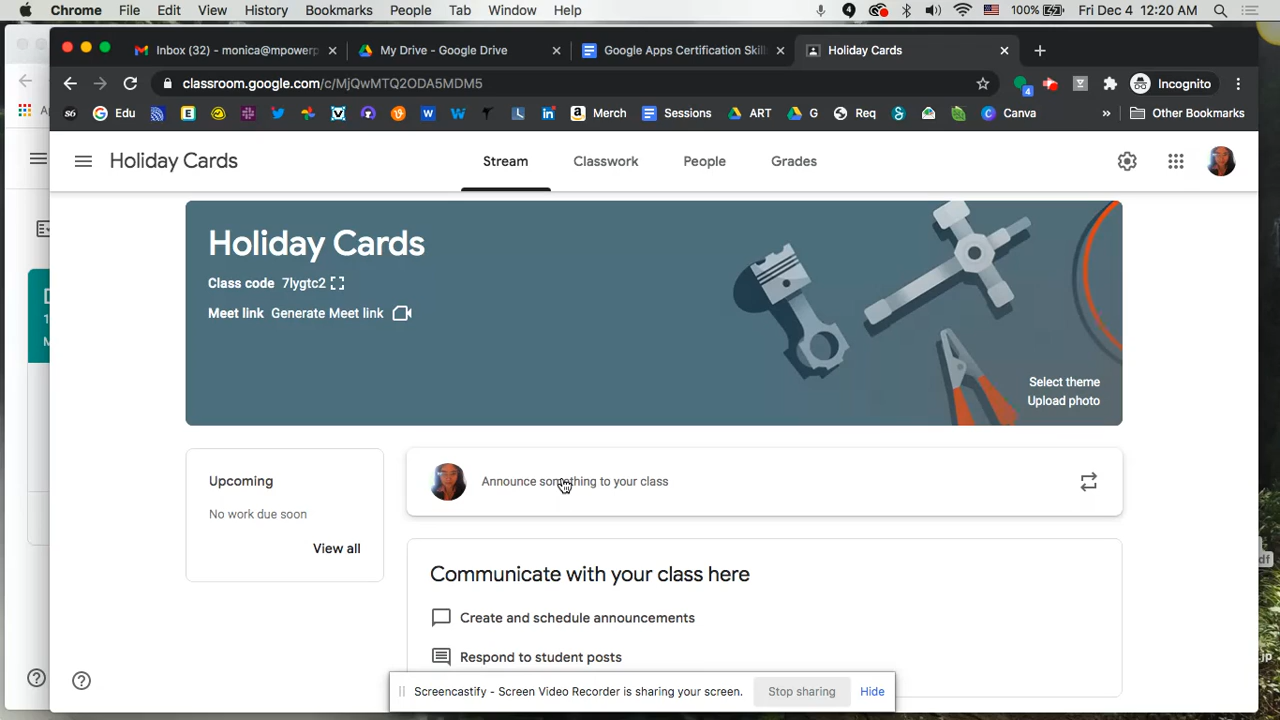 Chrome File Edit View History Bookmarks People Tab Window Help 4 100% Fri Dec 4 12:20 AM
Inbox (32) - monica@mpowerp × My Drive - Google Drive × Google Apps Certification Skill × Holiday Cards × +
classroom.google.com/c/MjQwMTQ2ODA5MDM5 4 Incognito
Edu Merch Sessions ART G Req Canva » Other Bookmarks
Holiday Cards Stream Classwork People Grades
Holiday Cards
Class code 7lygtc2
Meet link Generate Meet link
Select theme
Upload photo
Upcoming
No work due soon
View all
Announce something to your class
Communicate with your class here
Create and schedule announcements
Respond to student posts
Screencastify - Screen Video Recorder is sharing your screen. Stop sharing Hide